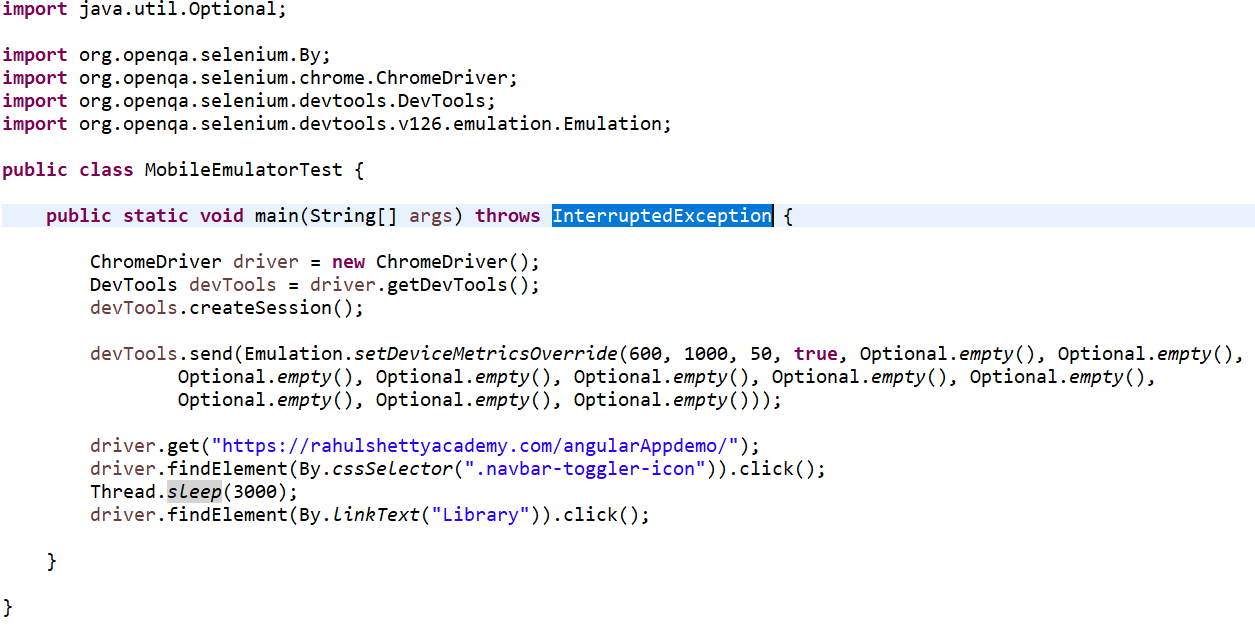 import java.util.Optional;
import org.openqa.selenium.By;
import org.openqa.selenium.chrome.ChromeDriver;
import org.openqa.selenium.devtools.DevTools;
import org.openqa.selenium.devtools.v126.emulation.Emulation;
public class MobileEmulatorTest {
public static void main(String[] args) throws InterruptedException {
ChromeDriver driver = new ChromeDriver();
DevTools devTools = driver.getDevTools();
devTools.createSession();
devTools.send(Emulation.setDeviceMetricsOverride(600, 1000, 50, true, Optional.empty(), Optional.empty(),
Optional.empty(), Optional.empty(), Optional.empty(), Optional.empty(), Optional.empty(),
Optional.empty(), Optional.empty(), Optional.empty()));
driver.get("https://rahulshettyacademy.com/angularAppdemo/");
driver.findElement(By.cssSelector(".navbar-toggler-icon")).click();
Thread.sleep(3000);
driver.findElement(By.linkText("Library")).click();
}
}